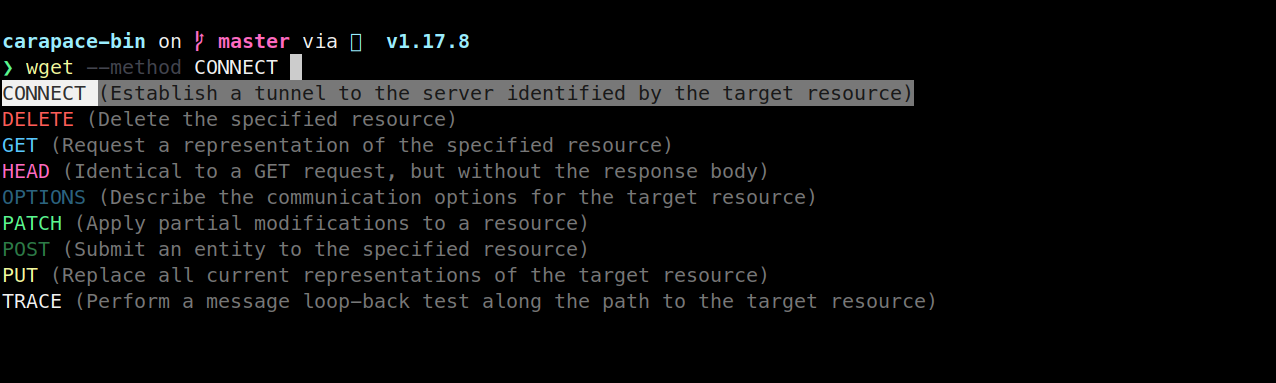 carapace-bin on master via v1.17.8
❯ wget --method CONNECT
CONNECT (Establish a tunnel to the server identified by the target resource)
DELETE (Delete the specified resource)
GET (Request a representation of the specified resource)
HEAD (Identical to a GET request, but without the response body)
OPTIONS (Describe the communication options for the target resource)
PATCH (Apply partial modifications to a resource)
POST (Submit an entity to the specified resource)
PUT (Replace all current representations of the target resource)
TRACE (Perform a message loop-back test along the path to the target resource)